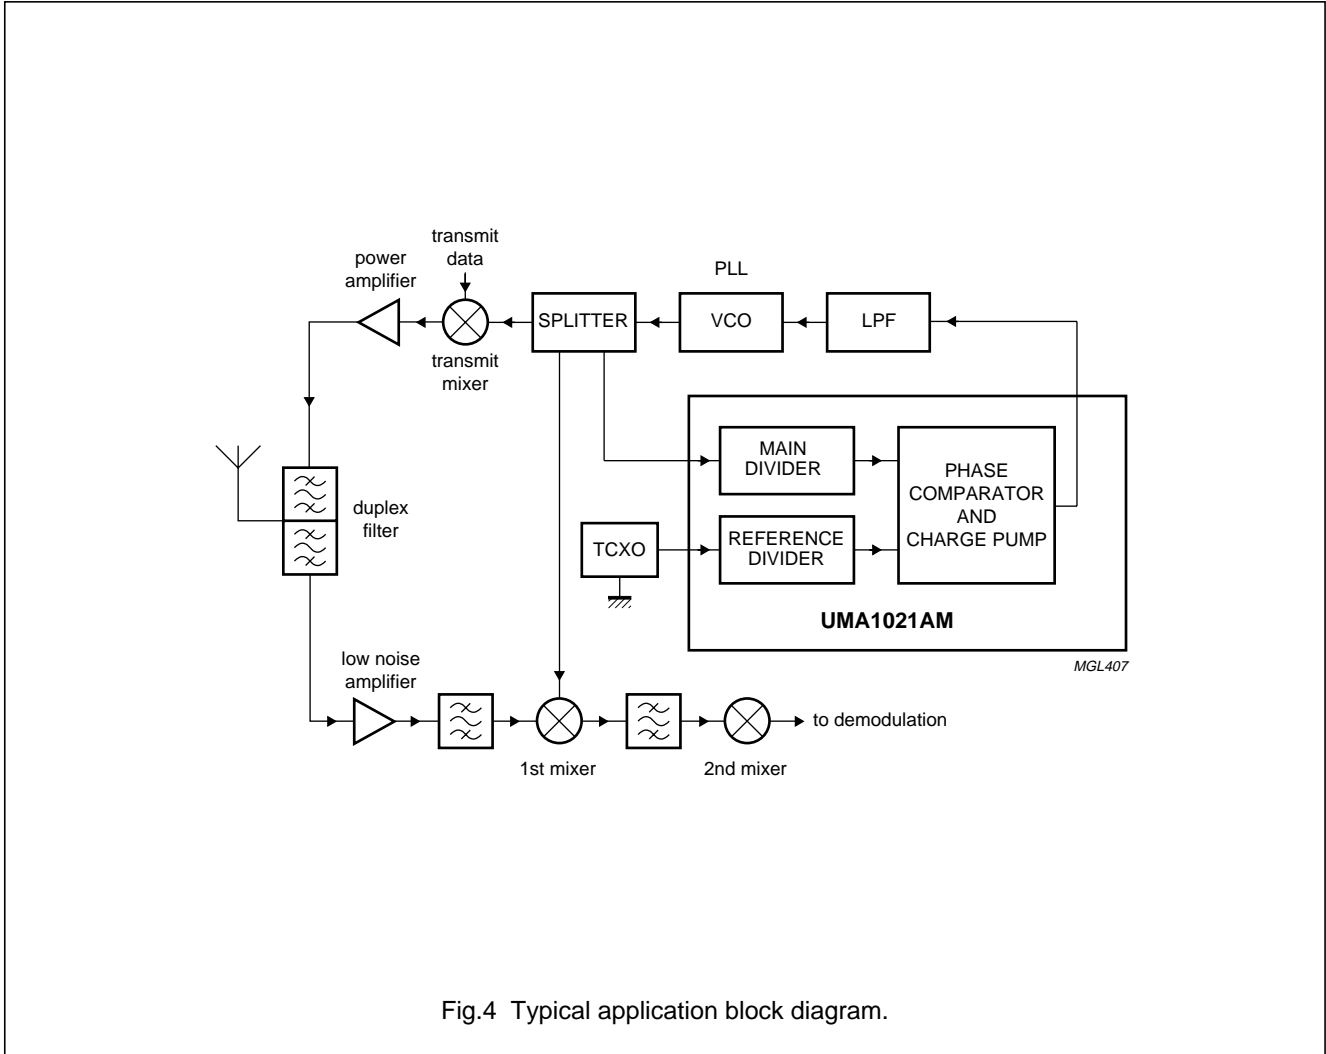 transmit
data
power
amplifier
PLL
SPLITTER
VCO
LPF
transmit
mixer
MAIN
DIVIDER
PHASE
COMPARATOR
AND
CHARGE PUMP
duplex
filter
TCXO
REFERENCE
DIVIDER
UMA1021AM
MGL407
low noise
amplifier
to demodulation
1st mixer
2nd mixer
Fig.4 Typical application block diagram.